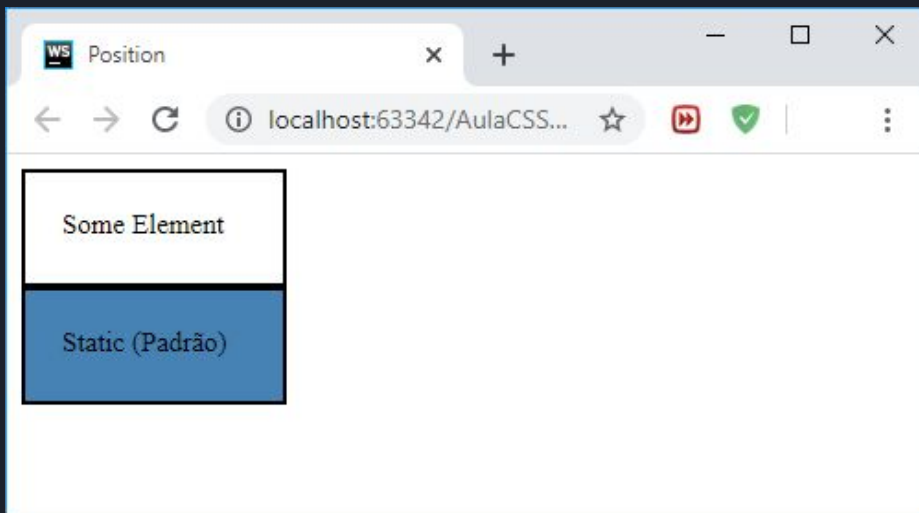 WS Position
localhost:63342/AulaCSS...
Some Element
Static (Padrão)